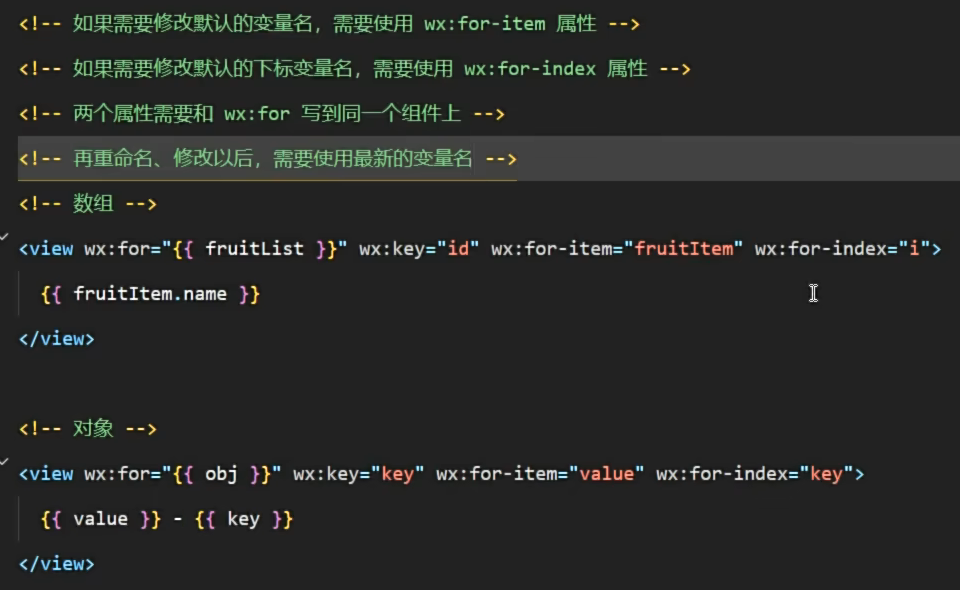 <!-- 如果需要修改默认的变量名，需要使用 wx:for-item 属性 -->
<!-- 如果需要修改默认的下标变量名，需要使用 wx:for-index 属性 -->
<!-- 两个属性需要和 wx:for 写到同一个组件上 -->
<!-- 再重命名、修改以后，需要使用最新的变量名 -->
<!-- 数组 -->
<view wx:for="{{ fruitList }}" wx:key="id" wx:for-item="fruitItem" wx:for-index="i">
{{ fruitItem.name }}
</view>
<!-- 对象 -->
<view wx:for="{{ obj }}" wx:key="key" wx:for-item="value" wx:for-index="key">
{{ value }} - {{ key }}
</view>